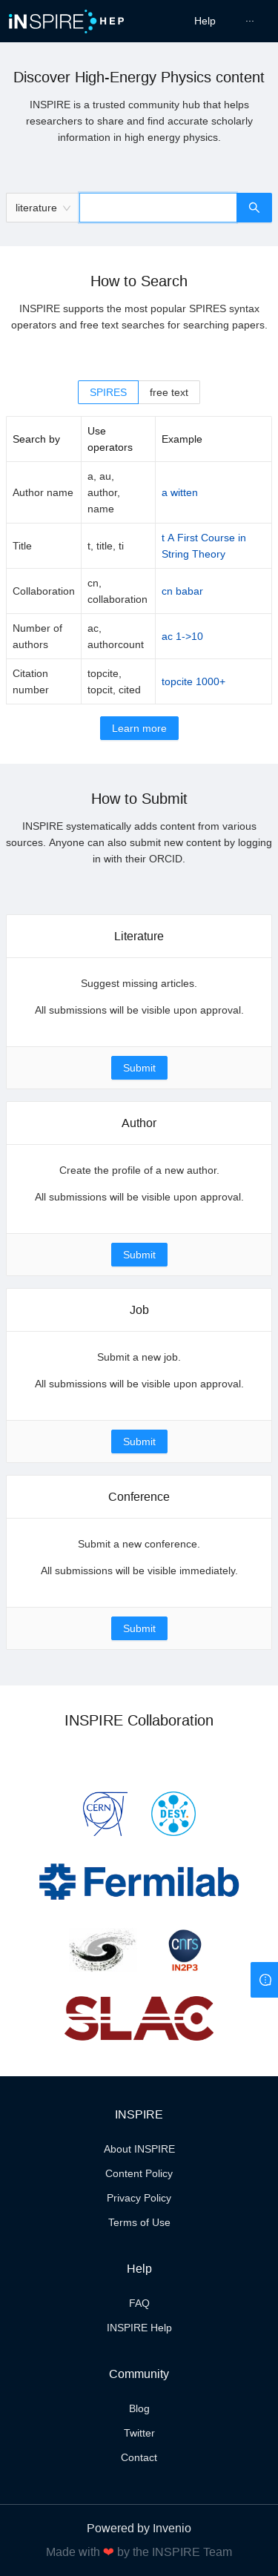 iNSPIRE HEP
Help
···
Discover High-Energy Physics content
INSPIRE is a trusted community hub that helps
researchers to share and find accurate scholarly
information in high energy physics.
literature
How to Search
INSPIRE supports the most popular SPIRES syntax
operators and free text searches for searching papers.
SPIRES
free text
Search by
Use
operators
Example
Author name
a, au,
author,
name
a witten
Title
t, title, ti
t A First Course in
String Theory
Collaboration
cn,
collaboration
cn babar
Number of
authors
ac,
authorcount
ac 1->10
Citation
number
topcite,
topcit, cited
topcite 1000+
Learn more
How to Submit
INSPIRE systematically adds content from various
sources. Anyone can also submit new content by logging
in with their ORCID.
Literature
Suggest missing articles.
All submissions will be visible upon approval.
Submit
Author
Create the profile of a new author.
All submissions will be visible upon approval.
Submit
Job
Submit a new job.
All submissions will be visible upon approval.
Submit
Conference
Submit a new conference.
All submissions will be visible immediately.
Submit
INSPIRE Collaboration
CERN
DESY.
Fermilab
cnrs
IN2P3
SLAC
INSPIRE
About INSPIRE
Content Policy
Privacy Policy
Terms of Use
Help
FAQ
INSPIRE Help
Community
Blog
Twitter
Contact
Powered by Invenio
Made with ❤ by the INSPIRE Team